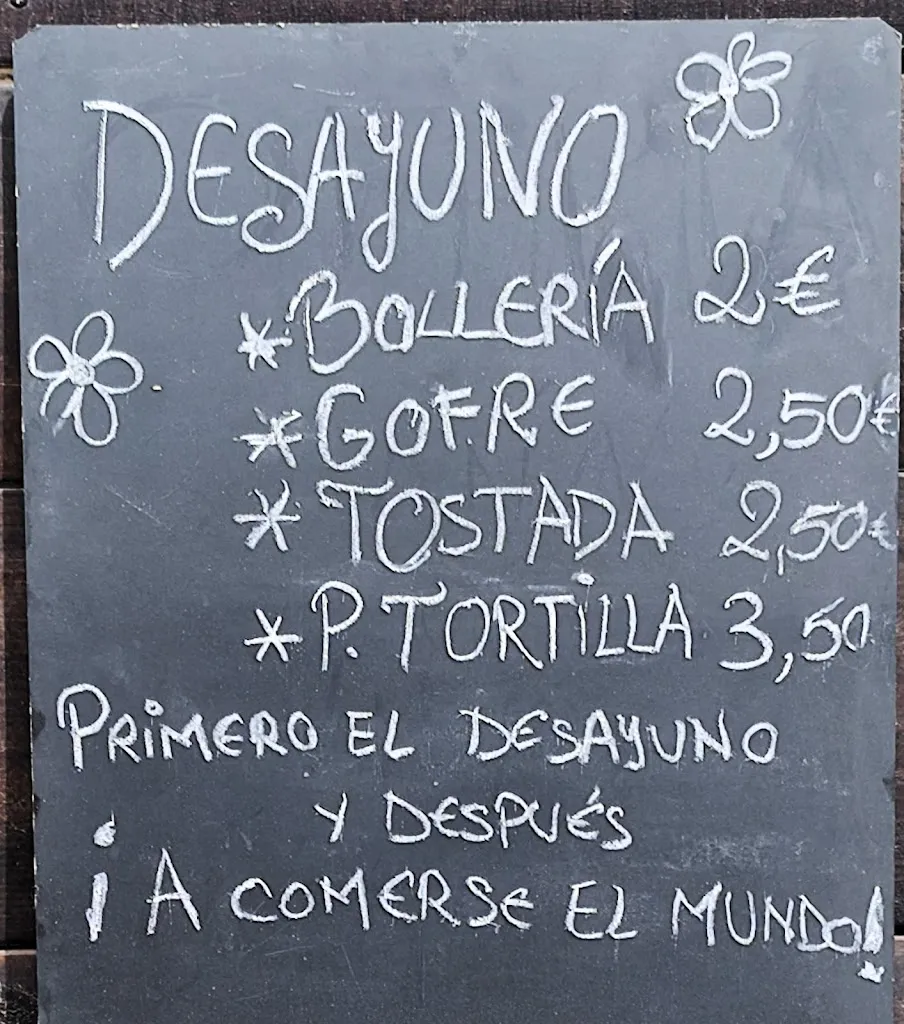 DESAYUNO
* BOLLERÍA 2€
* GOFRE 2,50€
* TOSTADA 2,50€
* P. TORTILLA 3,50
PRIMERO EL DESAYUNO
Y DESPUÉS
¡A COMERSE EL MUNDO!